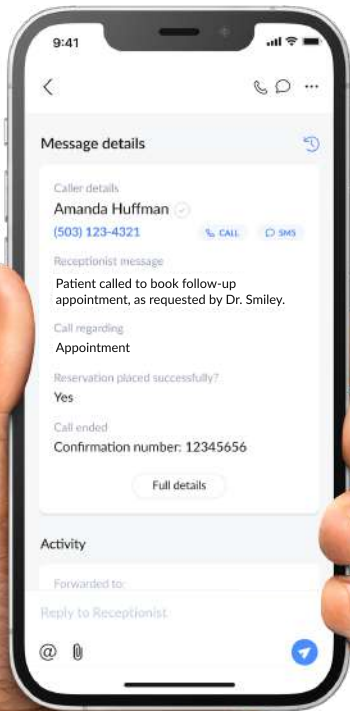 9:41
Message details
Caller details
Amanda Huffman
(503) 123-4321
CALL
SMS
Receptionist message
Patient called to book follow-up
appointment, as requested by Dr. Smiley.
Call regarding
Appointment
Reservation placed successfully?
Yes
Call ended
Confirmation number: 12345656
Full details
Activity
Forwarded to:
Reply to Receptionist
@